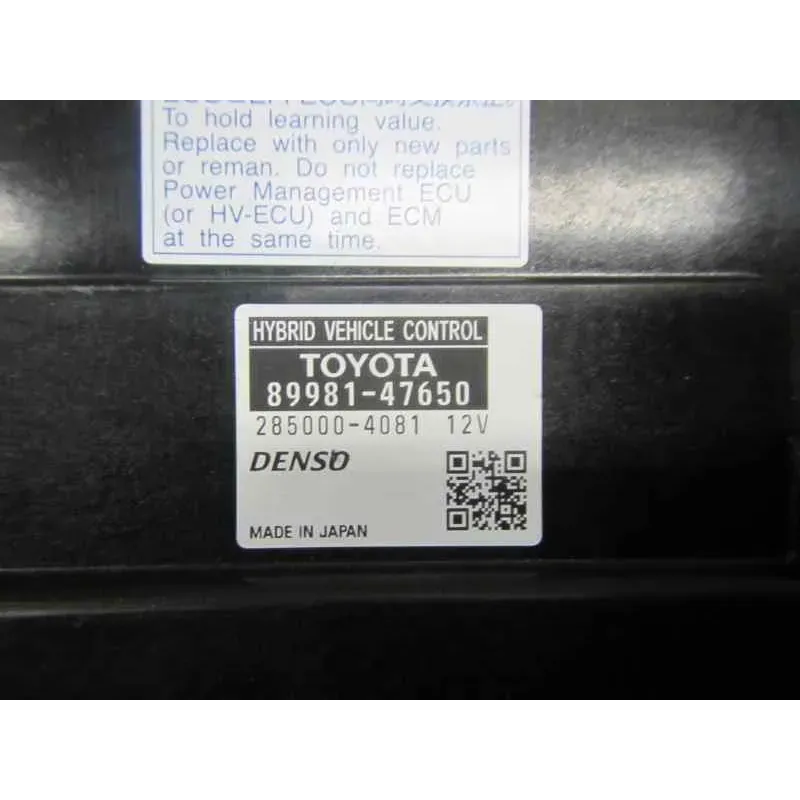 To hold learning value.
Replace with only new parts
or reman. Do not replace
Power Management ECU
(or HV-ECU) and ECM
at the same time.
HYBRID VEHICLE CONTROL
TOYOTA
89981-47650
285000-4081 12V
DENSO
MADE IN JAPAN